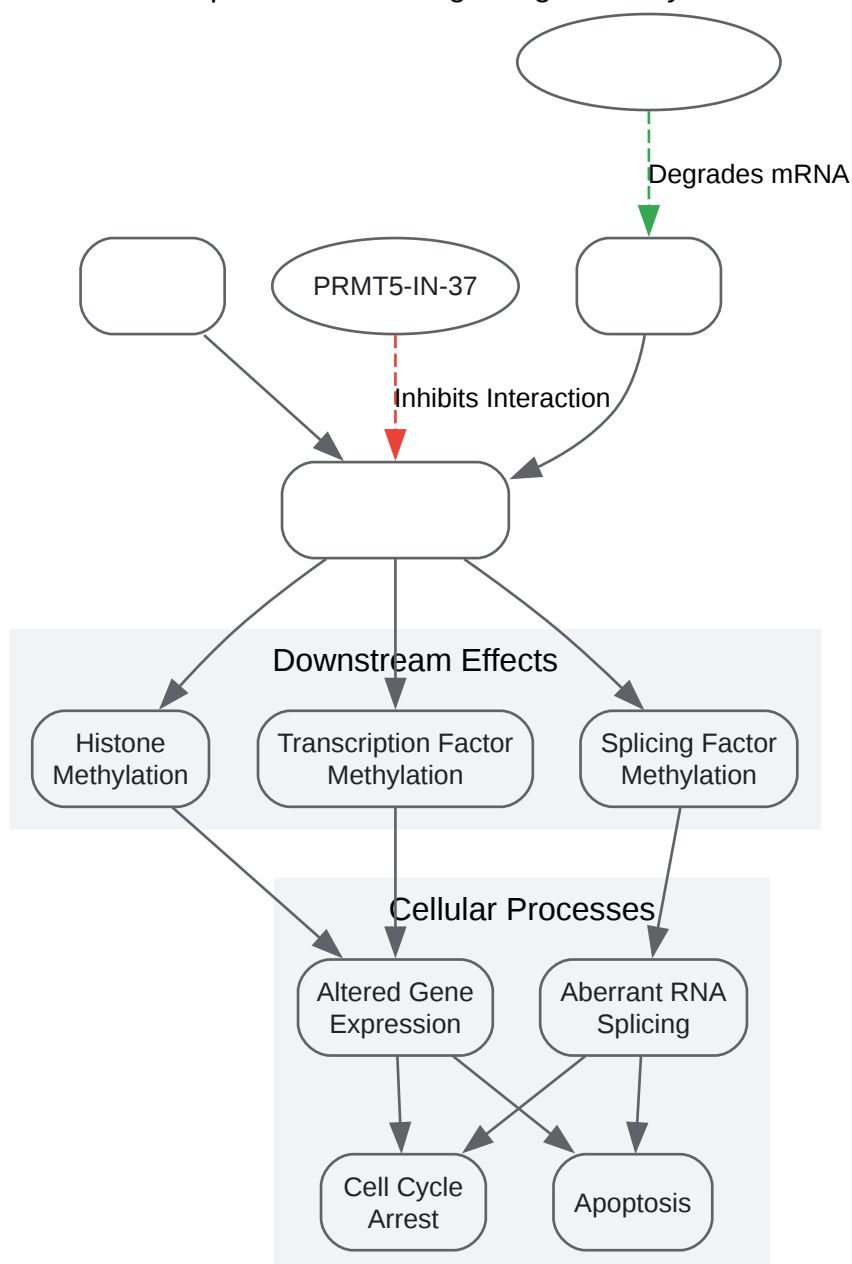 Degrades mRNA
PRMT5-IN-37
Inhibits Interaction
Downstream Effects
Histone
Methylation
Transcription Factor
Methylation
Splicing Factor
Methylation
Cellular Processes
Altered Gene
Expression
Aberrant RNA
Splicing
Cell Cycle
Arrest
Apoptosis